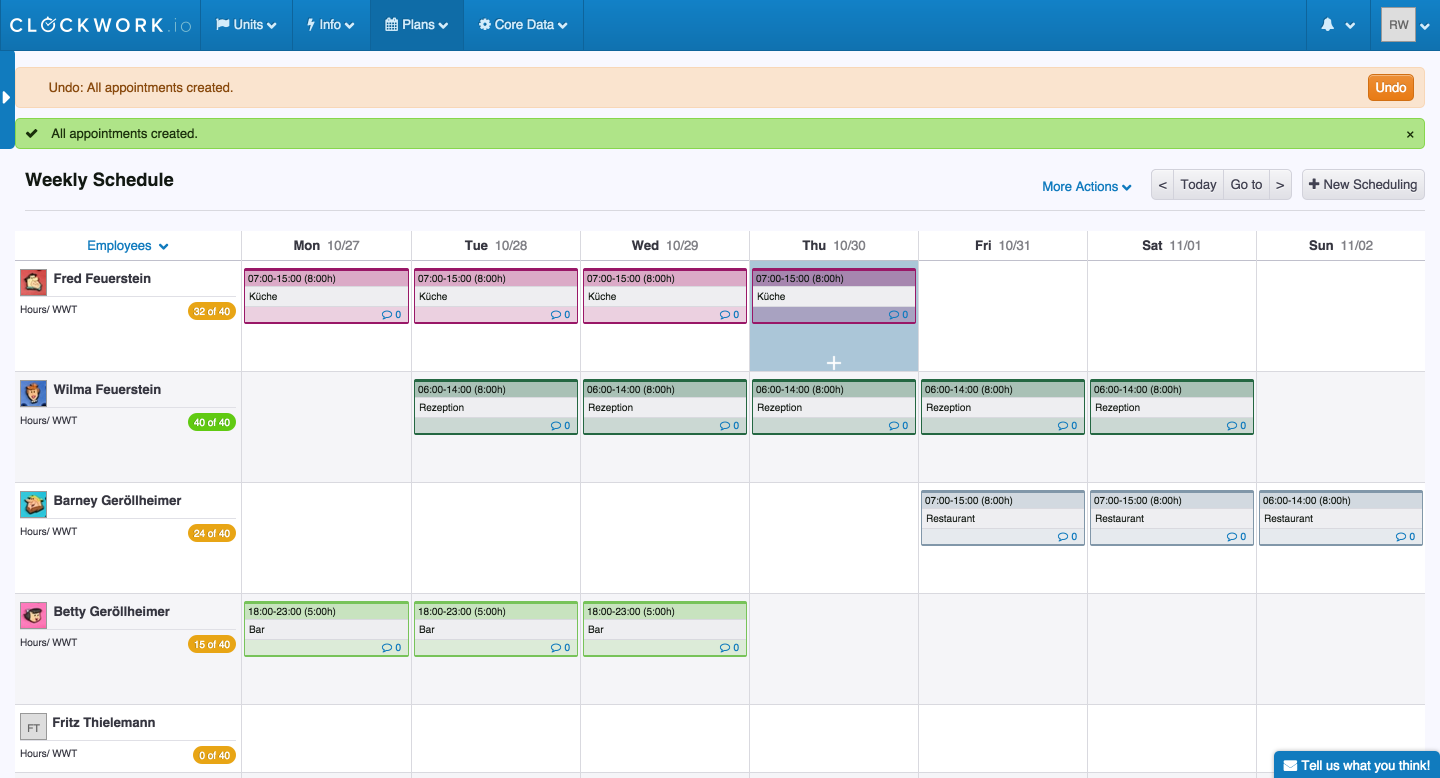 CLOCKWORK.io Units Info Plans Core Data RW
Undo: All appointments created. Undo
All appointments created. ×
Weekly Schedule
More Actions < Today Go to > New Scheduling
Employees Mon 10/27 Tue 10/28 Wed 10/29 Thu 10/30 Fri 10/31 Sat 11/01 Sun 11/02
Fred Feuerstein
Hours/ WWT 32 of 40
07:00-15:00 (8:00h) 07:00-15:00 (8:00h) 07:00-15:00 (8:00h) 07:00-15:00 (8:00h)
Küche Küche Küche Küche
0 0 0 0
+
Wilma Feuerstein
Hours/ WWT 40 of 40
06:00-14:00 (8:00h) 06:00-14:00 (8:00h) 06:00-14:00 (8:00h) 06:00-14:00 (8:00h) 06:00-14:00 (8:00h)
Rezeption Rezeption Rezeption Rezeption Rezeption
0 0 0 0 0
Barney Geröllheimer
Hours/ WWT 24 of 40
07:00-15:00 (8:00h) 07:00-15:00 (8:00h) 06:00-14:00 (8:00h)
Restaurant Restaurant Restaurant
0 0 0
Betty Geröllheimer
Hours/ WWT 15 of 40
18:00-23:00 (5:00h) 18:00-23:00 (5:00h) 18:00-23:00 (5:00h)
Bar Bar Bar
0 0 0
FT Fritz Thielemann
Hours/ WWT 0 of 40
Tell us what you think!